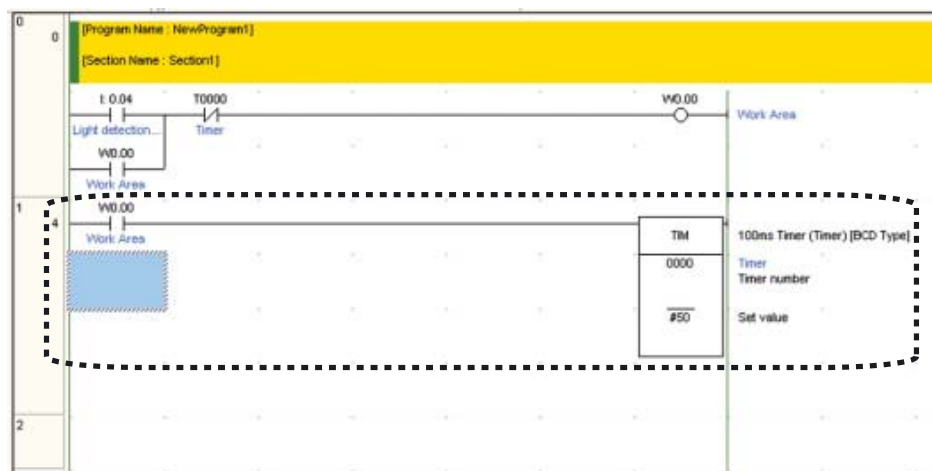 0
0
[Program Name : NewProgram1]
[Section Name : Section1]
I: 0.04 T0000 W0.00
Work Area
Light detection... Timer
W0.00
Work Area
1
4
W0.00
Work Area
TIM 100ms Timer (Timer) [BCD Type]
0000 Timer
Timer number
#50 Set value
2